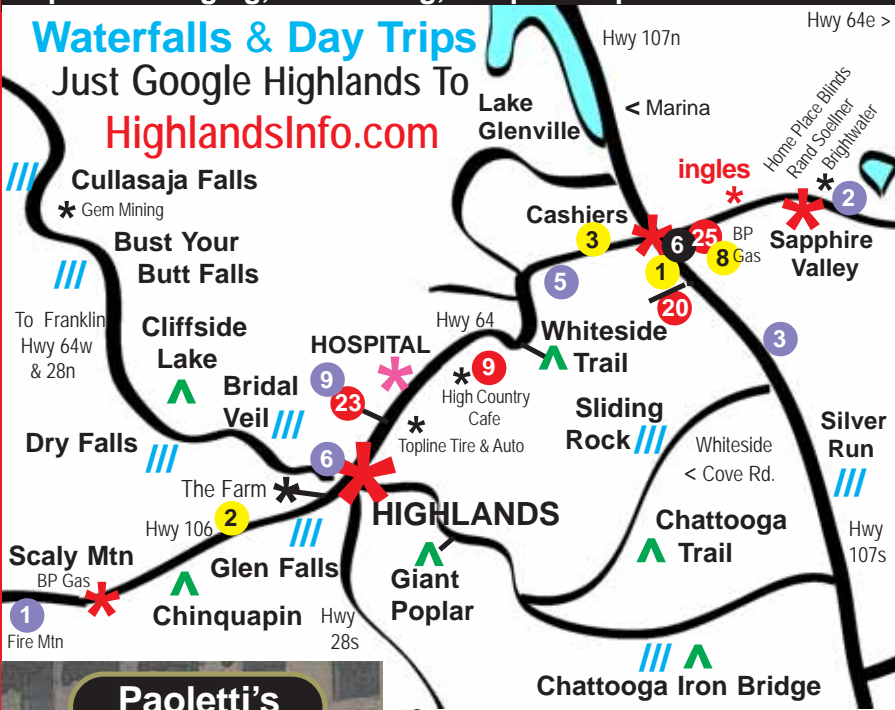 Waterfalls & Day Trips
Just Google Highlands To
HighlandsInfo.com
Hwy 107n
Hwy 64e >
Lake
Glenville
< Marina
Home Place Blinds
Rand Soellner
Brightwater
ingles
2
Cullasaja Falls
Gem Mining
Cashiers
3
6
25
BP
Gas
8
1
Sapphire
Valley
Bust Your
Butt Falls
5
20
To Franklin
Hwy 64w
& 28n
Cliffside
Lake
Hwy 64
Whiteside
Trail
3
HOSPITAL
9
23
9
High Country
Cafe
Bridal
Veil
Topline Tire & Auto
Sliding
Rock
Whiteside
< Cove Rd.
Silver
Run
Dry Falls
6
The Farm
HIGHLANDS
2
Hwy 106
Chattooga
Trail
Hwy
107s
Scaly Mtn
BP Gas
Glen Falls
Giant
Poplar
1
Fire Mtn
Chinquapin
Hwy
28s
Chattooga Iron Bridge
Paoletti's